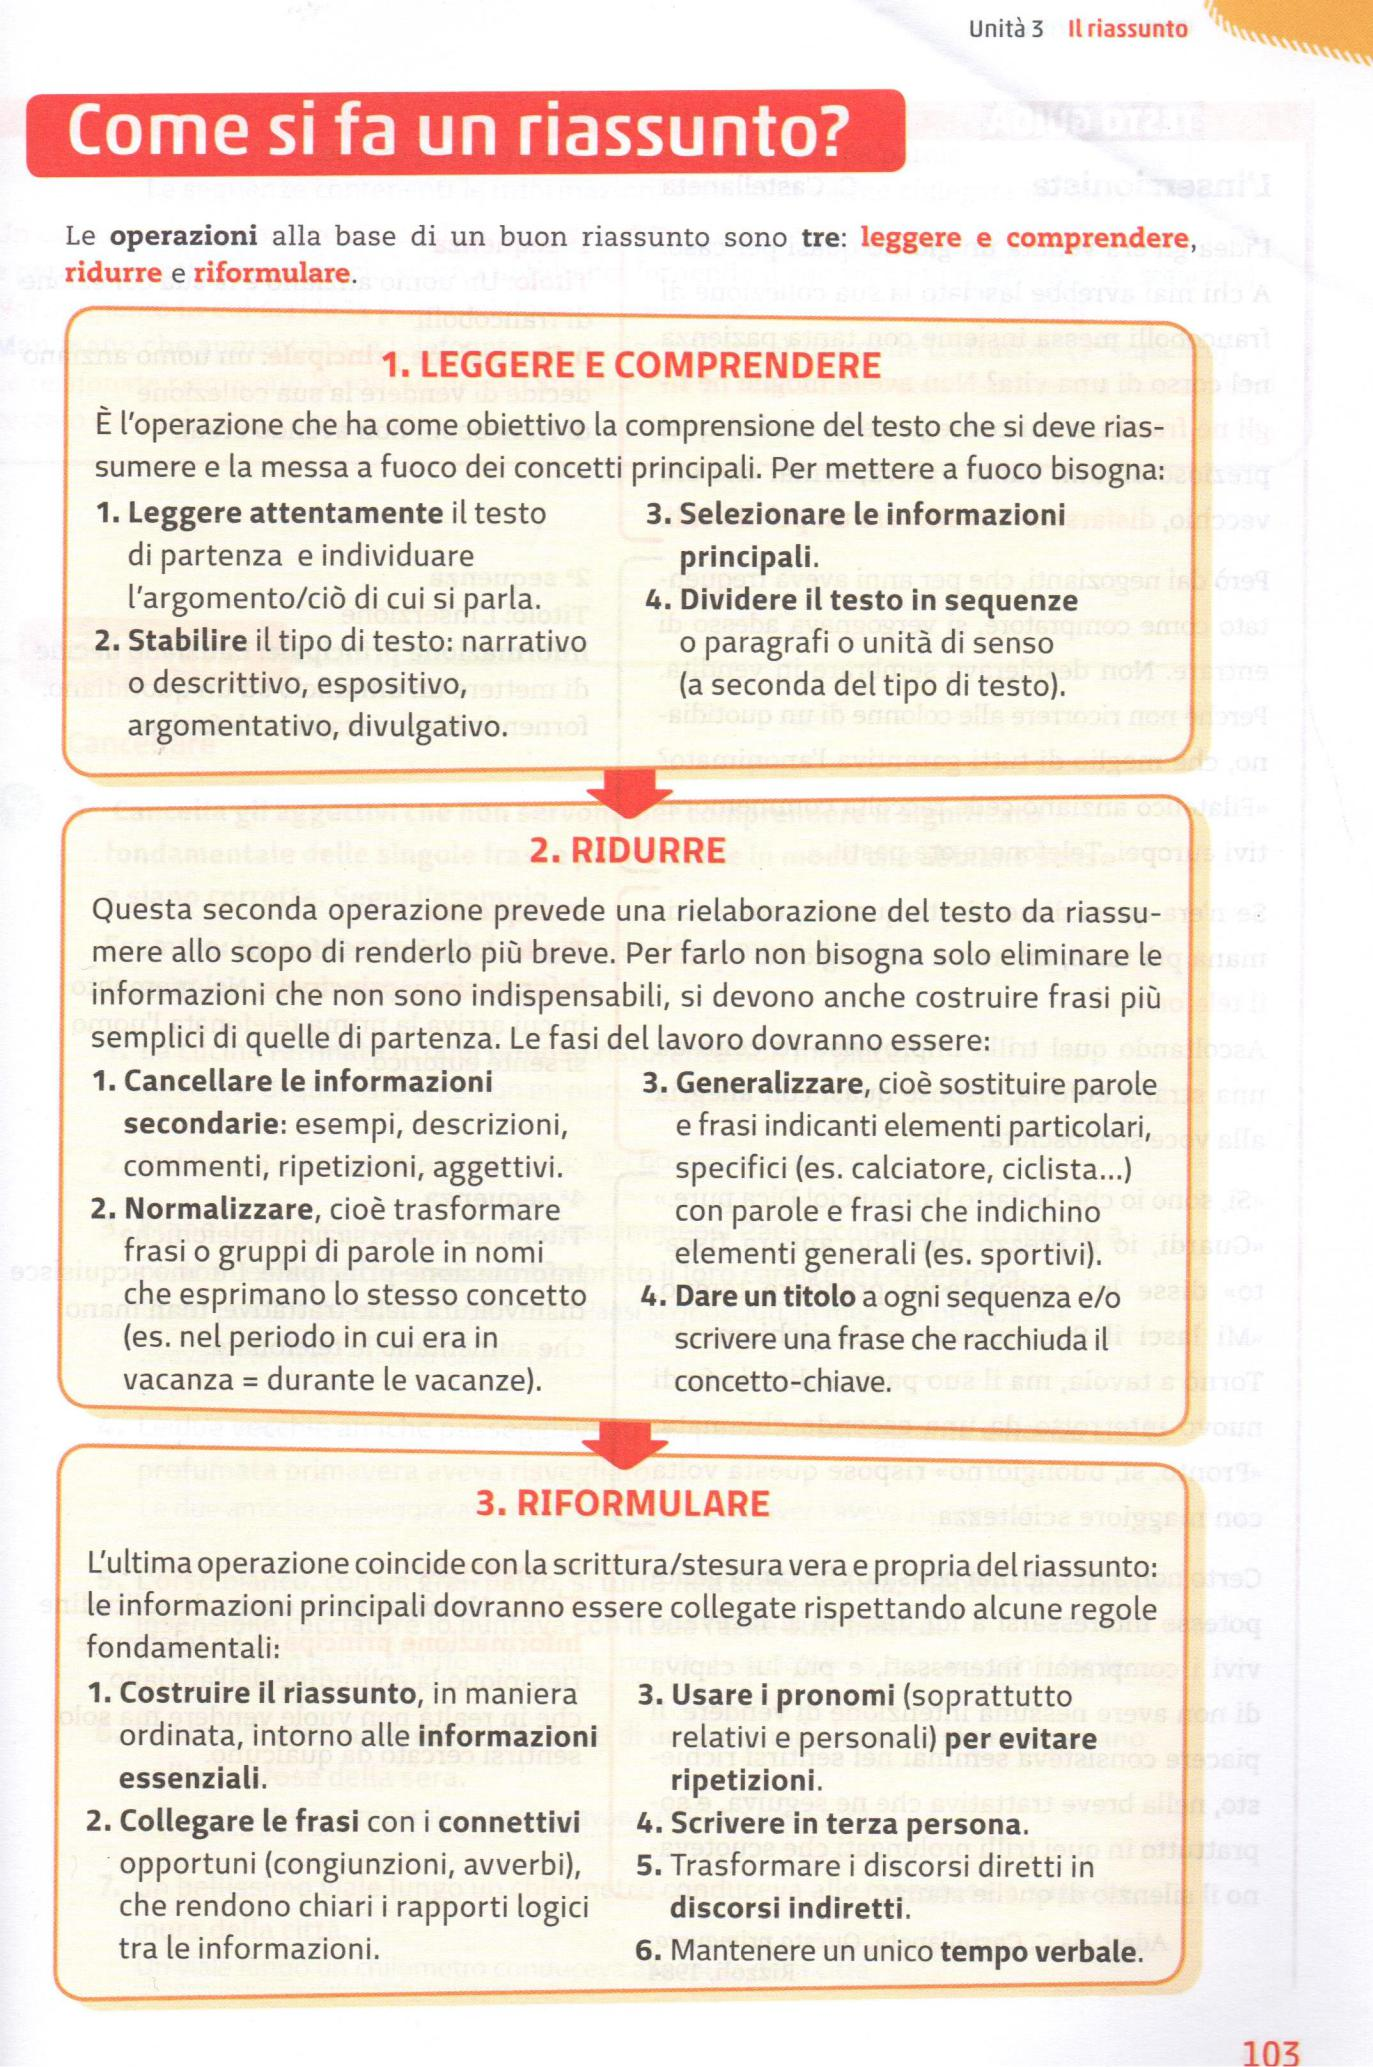 Unità 3 Il riassunto
Come si fa un riassunto?
Le operazioni alla base di un buon riassunto sono tre: leggere e comprendere,
ridurre e riformulare.
1. LEGGERE E COMPRENDERE
È l'operazione che ha come obiettivo la comprensione del testo che si deve rias-
sumere e la messa a fuoco dei concetti principali. Per mettere a fuoco bisogna:
1. Leggere attentamente il testo
di partenza e individuare
l'argomento/ciò di cui si parla.
2. Stabilire il tipo di testo: narrativo
o descrittivo, espositivo,
argomentativo, divulgativo.
3. Selezionare le informazioni
principali.
4. Dividere il testo in sequenze
o paragrafi o unità di senso
(a seconda del tipo di testo).
2. RIDURRE
Questa seconda operazione prevede una rielaborazione del testo da riassu-
mere allo scopo di renderlo più breve. Per farlo non bisogna solo eliminare le
informazioni che non sono indispensabili, si devono anche costruire frasi più
semplici di quelle di partenza. Le fasi del lavoro dovranno essere:
1. Cancellare le informazioni
secondarie: esempi, descrizioni,
commenti, ripetizioni, aggettivi.
2. Normalizzare, cioè trasformare
frasi o gruppi di parole in nomi
che esprimano lo stesso concetto
(es. nel periodo in cui era in
vacanza = durante le vacanze).
3. Generalizzare, cioè sostituire parole
e frasi indicanti elementi particolari,
specifici (es. calciatore, ciclista...)
con parole e frasi che indichino
elementi generali (es. sportivi).
4. Dare un titolo a ogni sequenza e/o
scrivere una frase che racchiuda il
concetto-chiave.
3. RIFORMULARE
L'ultima operazione coincide con la scrittura/stesura vera e propria del riassunto:
le informazioni principali dovranno essere collegate rispettando alcune regole
fondamentali:
1. Costruire il riassunto, in maniera
ordinata, intorno alle informazioni
essenziali.
2. Collegare le frasi con i connettivi
opportuni (congiunzioni, avverbi),
che rendono chiari i rapporti logici
tra le informazioni.
3. Usare i pronomi (soprattutto
relativi e personali) per evitare
ripetizioni.
4. Scrivere in terza persona.
5. Trasformare i discorsi diretti in
discorsi indiretti.
6. Mantenere un unico tempo verbale.
103